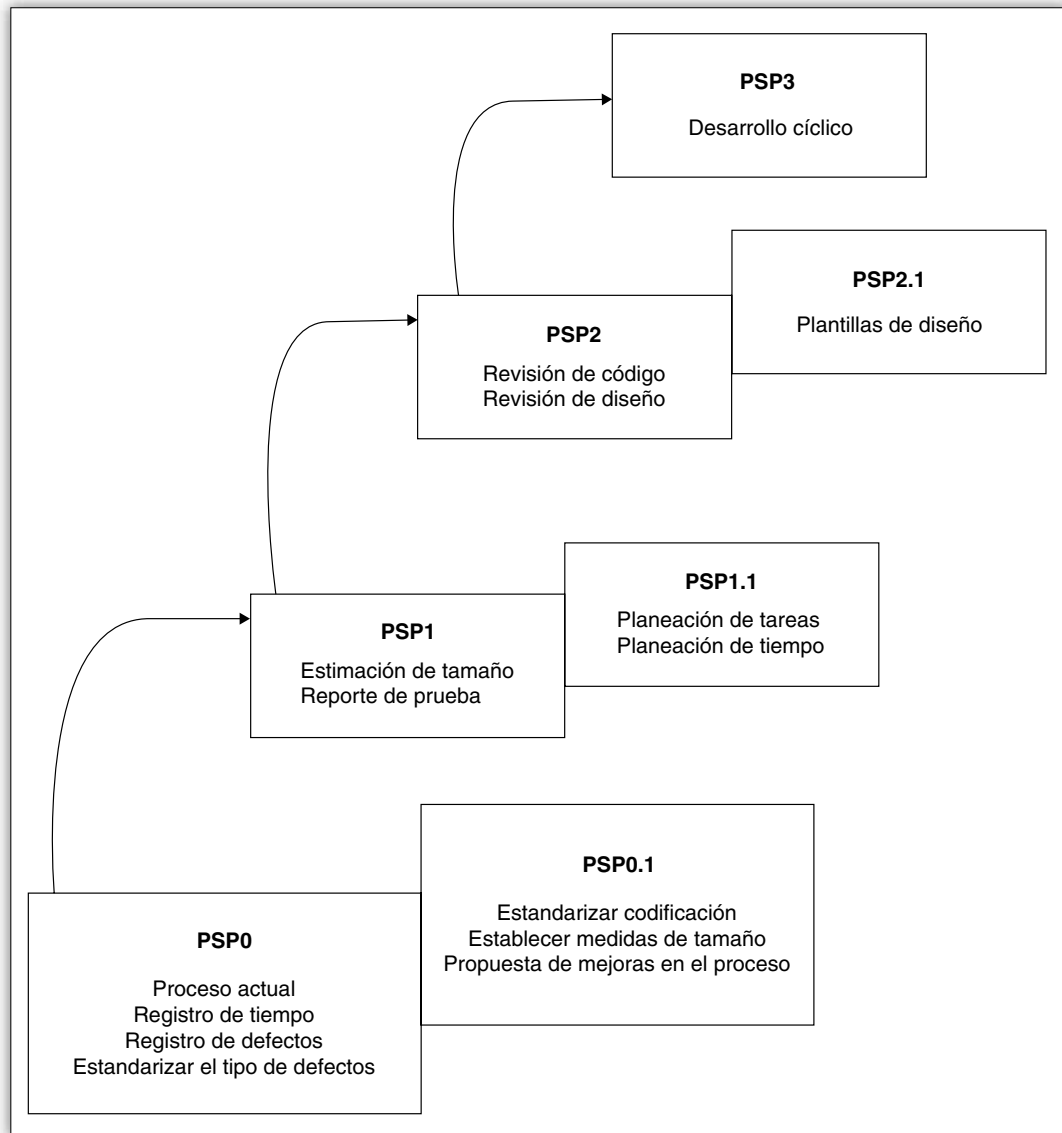 PSP3
Desarrollo cíclico
PSP2.1
Plantillas de diseño
PSP2
Revisión de código
Revisión de diseño
PSP1.1
Planeación de tareas
Planeación de tiempo
PSP1
Estimación de tamaño
Reporte de prueba
PSP0.1
Estandarizar codificación
Establecer medidas de tamaño
Propuesta de mejoras en el proceso
PSP0
Proceso actual
Registro de tiempo
Registro de defectos
Estandarizar el tipo de defectos